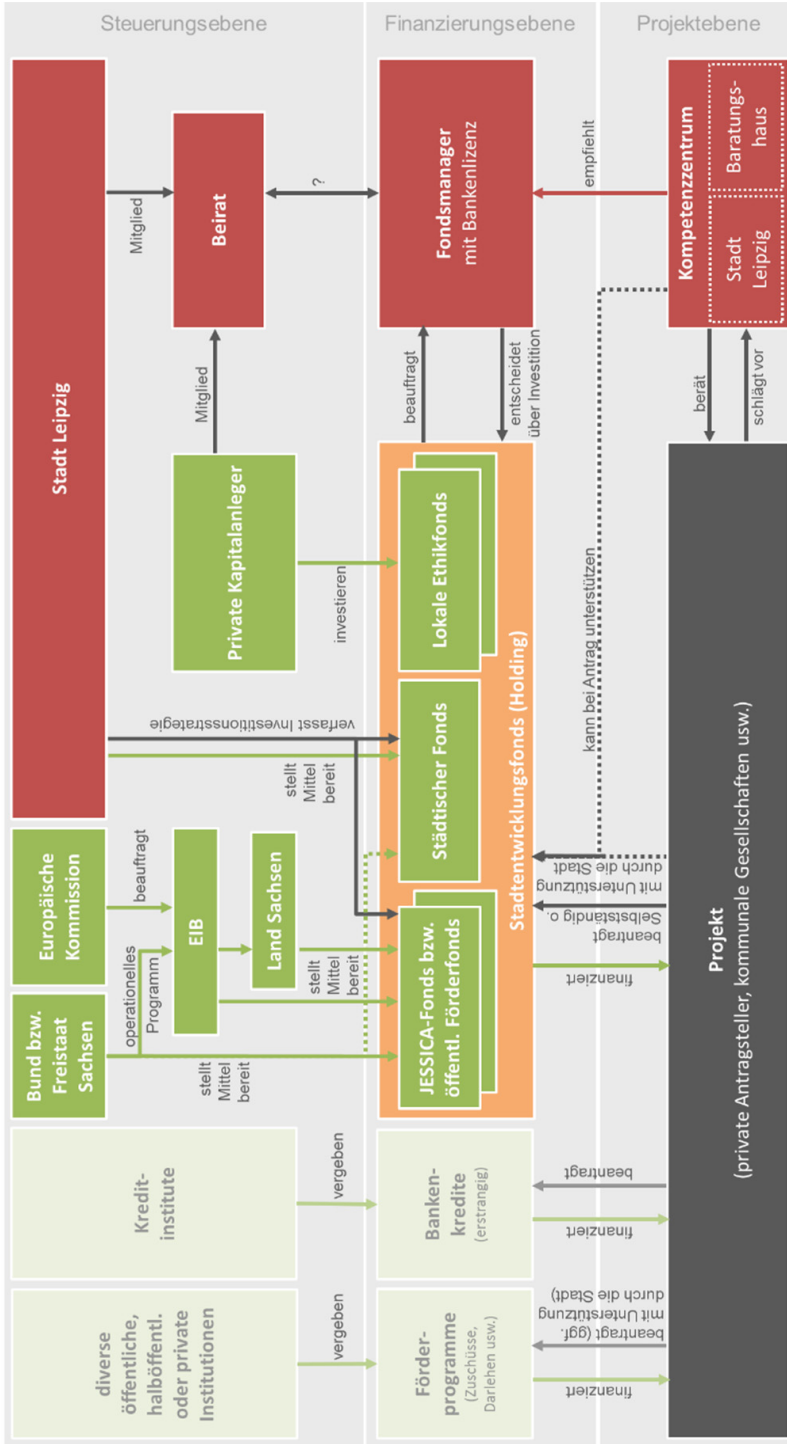 Steuerungsebene
Finanzierungsebene
Projektebene
diverse
öffentliche,
halböffentl.
oder private
Institutionen
Kredit-
institute
Bund bzw.
Freistaat
Sachsen
Europäische
Kommission
Stadt Leipzig
operationelles
Programm
beauftragt
EIB
Land Sachsen
Private Kapitalanleger
Mitglied
Beirat
Mitglied
vergeben
vergeben
stellt
Mittel
bereit
stellt
Mittel
bereit
stellt
Mittel
bereit
verfasst Investitionsstrategie
investieren
?
Förder-
programme
(Zuschüsse,
Darlehen usw.)
Banken-
kredite
(erstrangig)
JESSICA-Fonds bzw.
öffentl. Förderfonds
Städtischer Fonds
Lokale Ethikfonds
Stadtentwicklungsfonds (Holding)
beauftragt
entscheidet
über Investition
Fondsmanager
mit Bankenlizenz
finanziert
beantragt (ggf.
mit Unterstützung
durch die Stadt)
finanziert
beantragt
finanziert
beantragt
Selbstständig o.
mit Unterstützung
durch die Stadt
kann bei Antrag unterstützen
empfiehlt
Projekt
(private Antragsteller, kommunale Gesellschaften usw.)
berät
schlägt vor
Kompetenzzentrum
Stadt
Leipzig
Baratungs-
haus